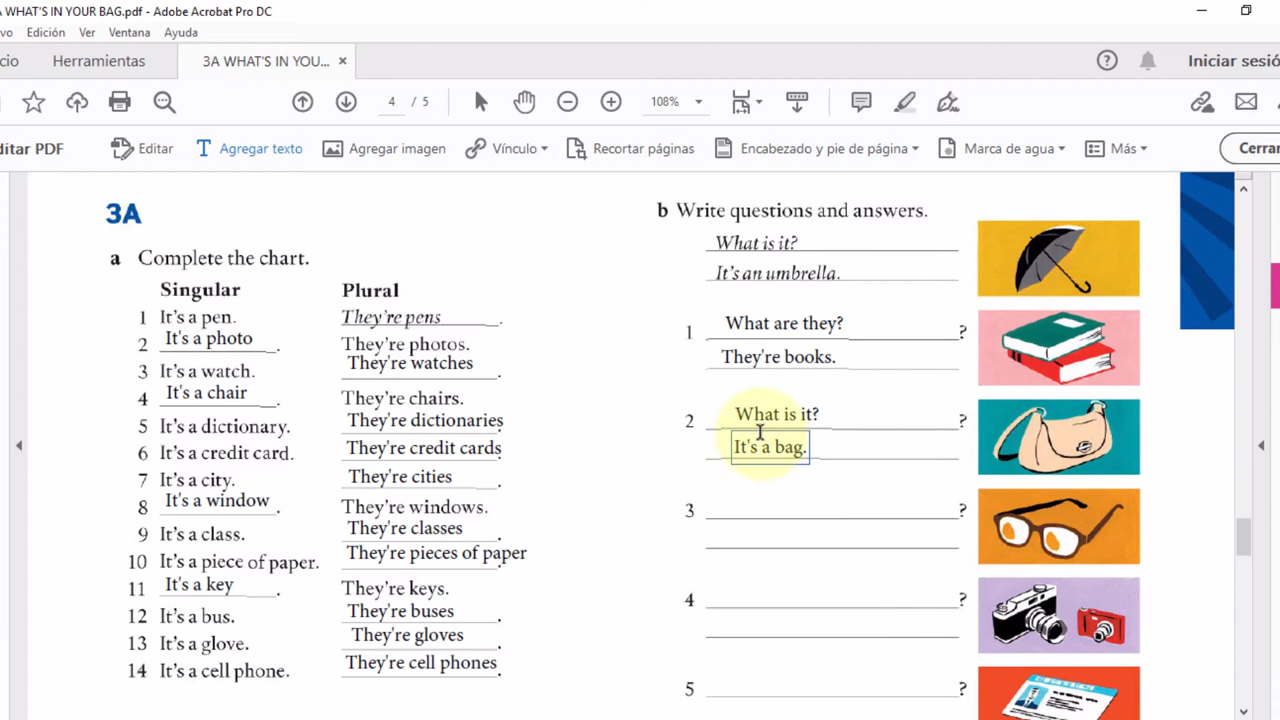 A WHAT'S IN YOUR BAG.pdf - Adobe Acrobat Pro DC
vo Edición Ver Ventana Ayuda
cio Herramientas 3A WHAT'S IN YOU... × Iniciar sesió
4 / 5 108%
ditar PDF Editar Agregar texto Agregar imagen Vínculo Recortar páginas Encabezado y pie de página Marca de agua Más Cerrar
3A
a Complete the chart.
Singular Plural
1 It's a pen. They're pens.
2 It's a photo. They're photos.
3 It's a watch. They're watches.
4 It's a chair. They're chairs.
5 It's a dictionary. They're dictionaries.
6 It's a credit card. They're credit cards.
7 It's a city. They're cities.
8 It's a window. They're windows.
9 It's a class. They're classes.
10 It's a piece of paper. They're pieces of paper.
11 It's a key. They're keys.
12 It's a bus. They're buses.
13 It's a glove. They're gloves.
14 It's a cell phone. They're cell phones.
b Write questions and answers.
What is it?
It's an umbrella.
1 What are they? ?
They're books.
2 What is it? ?
It's a bag.
3 ?
4 ?
5 ?